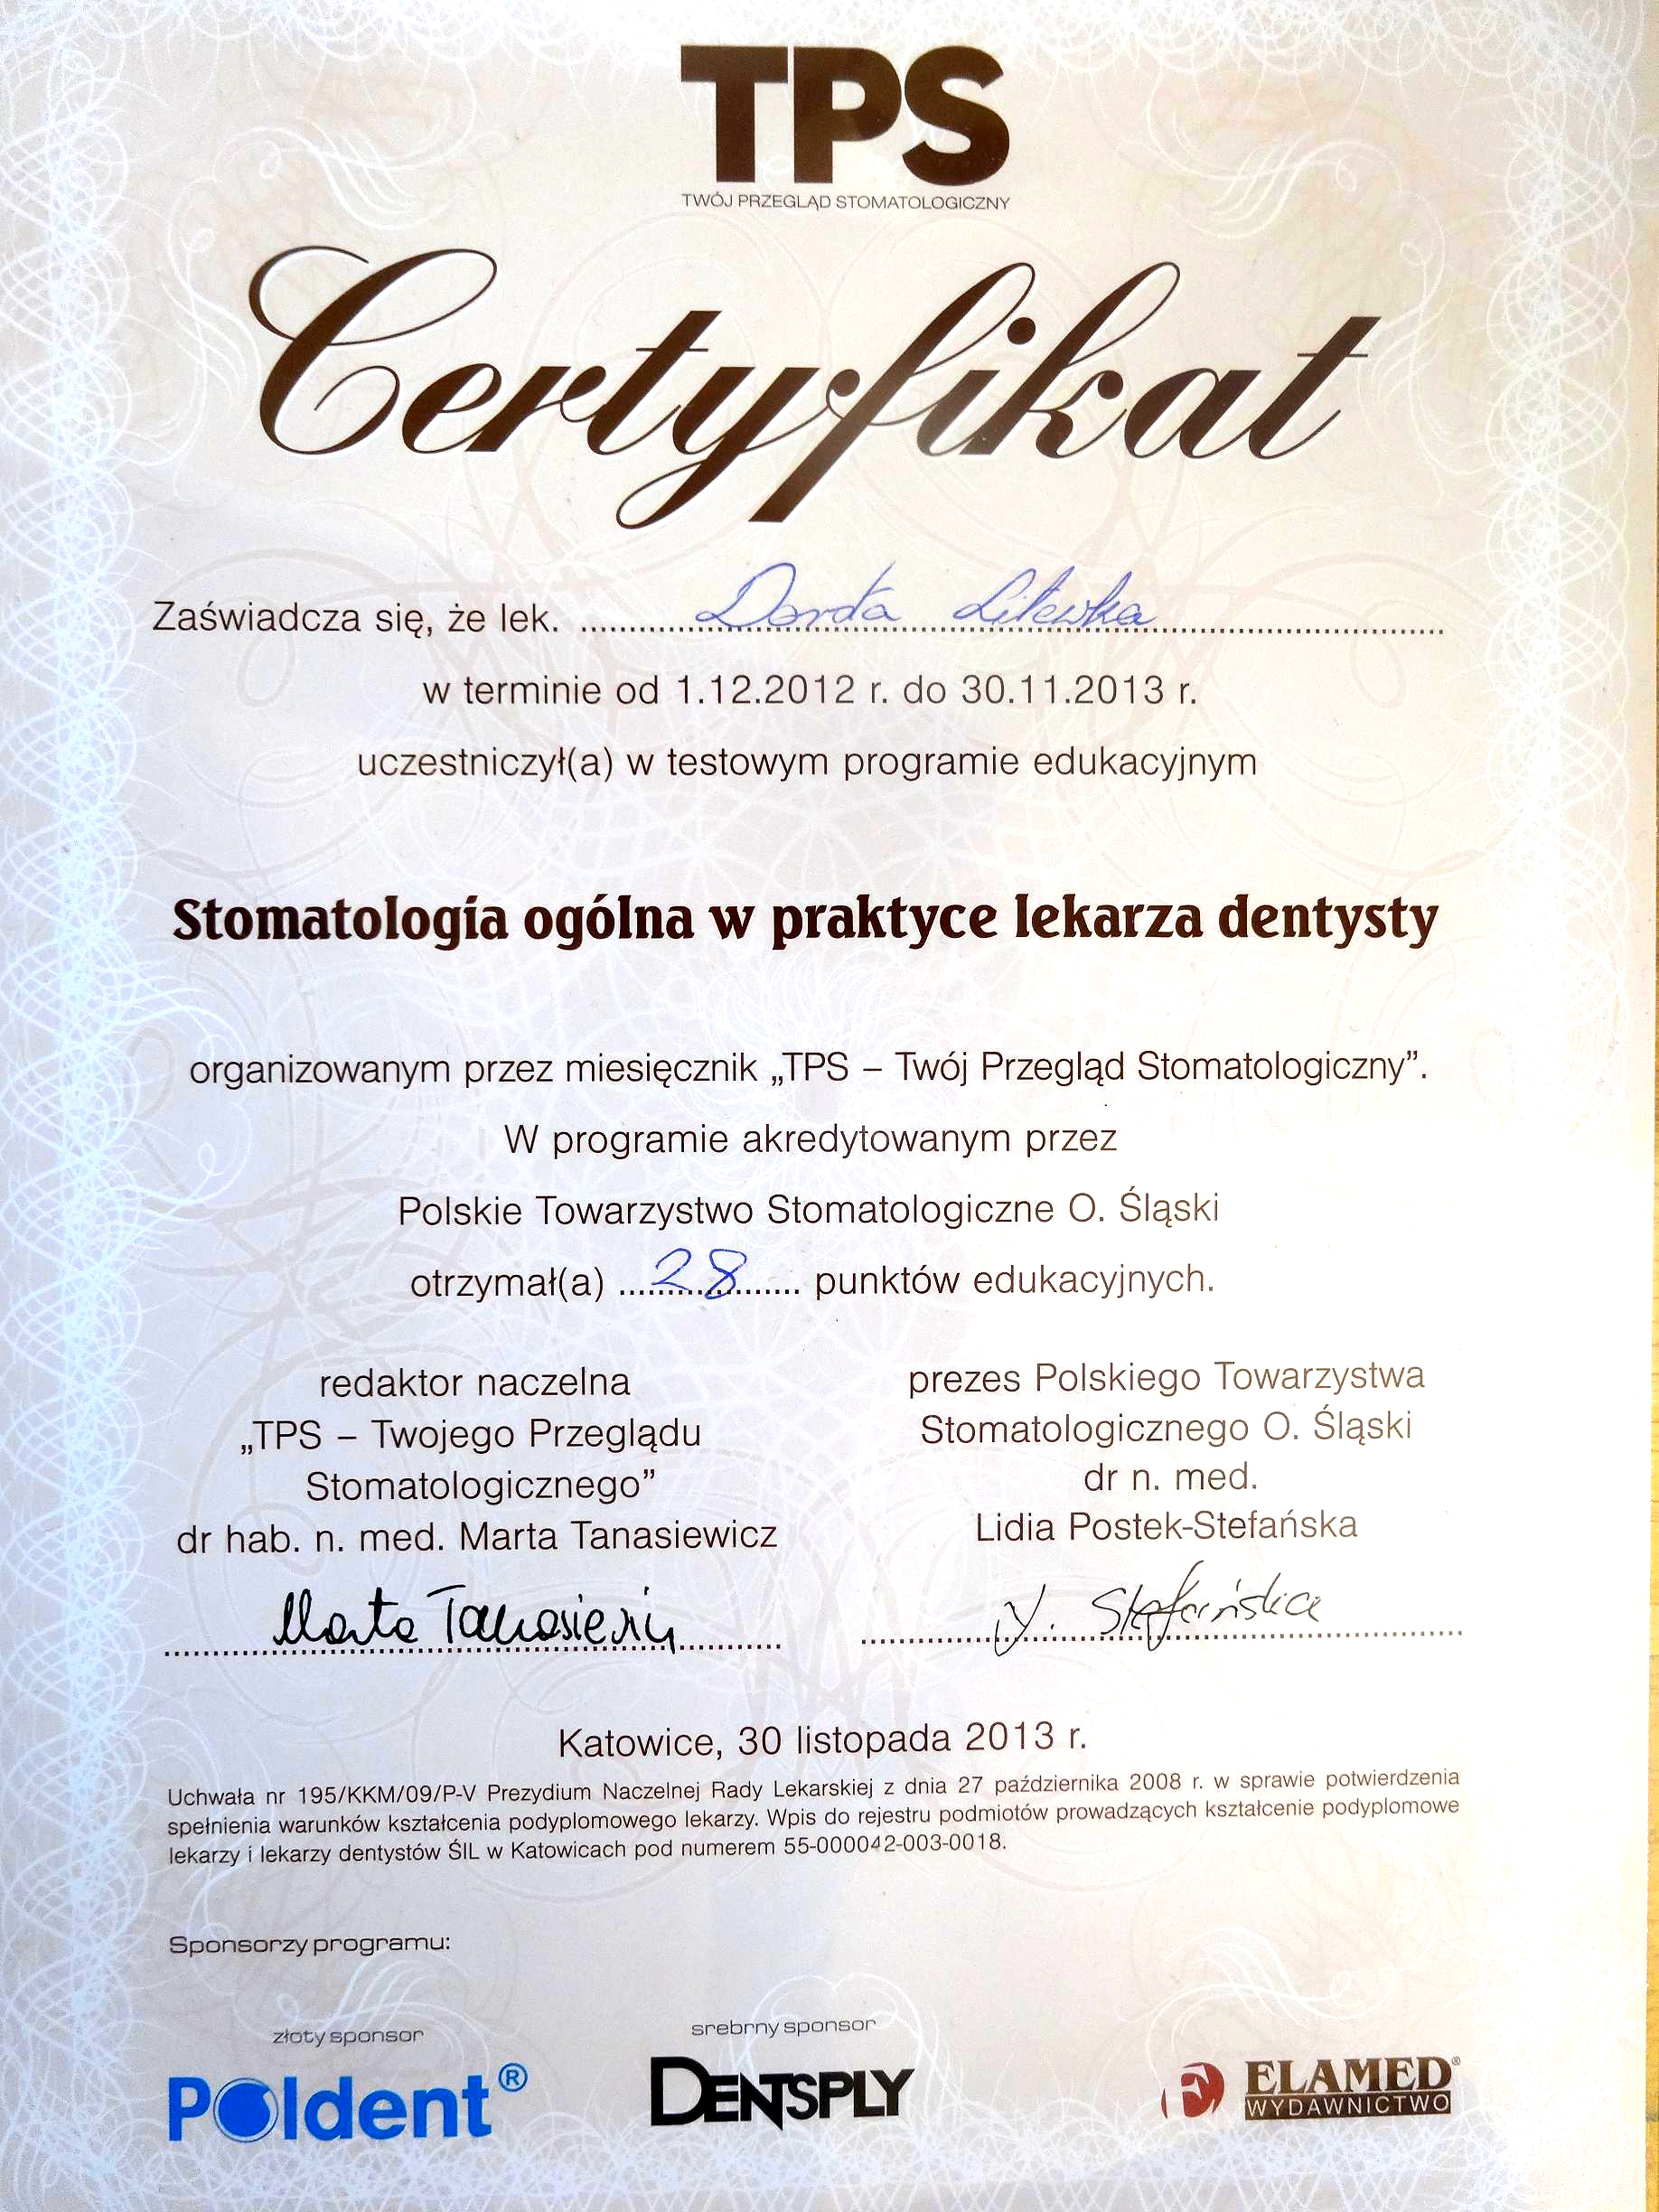 TPS
TWÓJ PRZEGLĄD STOMATOLOGICZNY
Certyfikat
Zaświadcza się, że lek. Dorota Litewka
w terminie od 1.12.2012 r. do 30.11.2013 r.
uczestniczył(a) w testowym programie edukacyjnym
Stomatologia ogólna w praktyce lekarza dentysty
organizowanym przez miesięcznik „TPS – Twój Przegląd Stomatologiczny”.
W programie akredytowanym przez
Polskie Towarzystwo Stomatologiczne O. Śląski
otrzymał(a) ...28... punktów edukacyjnych.
redaktor naczelna
„TPS – Twojego Przeglądu
Stomatologicznego”
dr hab. n. med. Marta Tanasiewicz
Marta Tanasiewicz
prezes Polskiego Towarzystwa
Stomatologicznego O. Śląski
dr n. med.
Lidia Postek-Stefańska
L. Stefańska
Katowice, 30 listopada 2013 r.
Uchwała nr 195/KKM/09/P-V Prezydium Naczelnej Rady Lekarskiej z dnia 27 października 2008 r. w sprawie potwierdzenia
spełnienia warunków kształcenia podyplomowego lekarzy. Wpis do rejestru podmiotów prowadzących kształcenie podyplomowe
lekarzy i lekarzy dentystów ŚIL w Katowicach pod numerem 55-000042-003-0018.
Sponsorzy programu:
złoty sponsor
Poldent®
srebrny sponsor
DENTSPLY
ELAMED®
WYDAWNICTWO